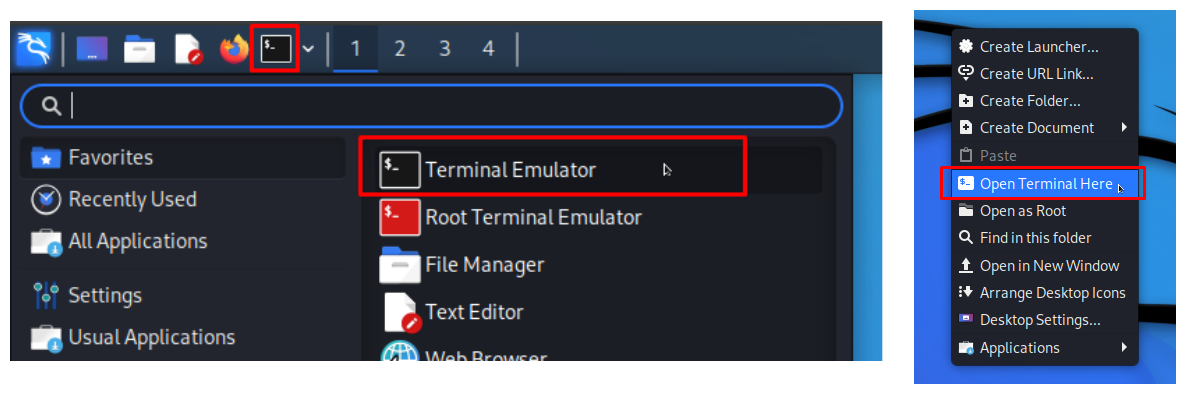 $_ 1 2 3 4
Favorites
Recently Used
All Applications
Settings
Usual Applications
$_ Terminal Emulator
$_ Root Terminal Emulator
File Manager
Text Editor
Web Browser
Create Launcher...
Create URL Link...
Create Folder...
Create Document
Paste
$_ Open Terminal Here
Open as Root
Find in this folder
Open in New Window
Arrange Desktop Icons
Desktop Settings...
Applications